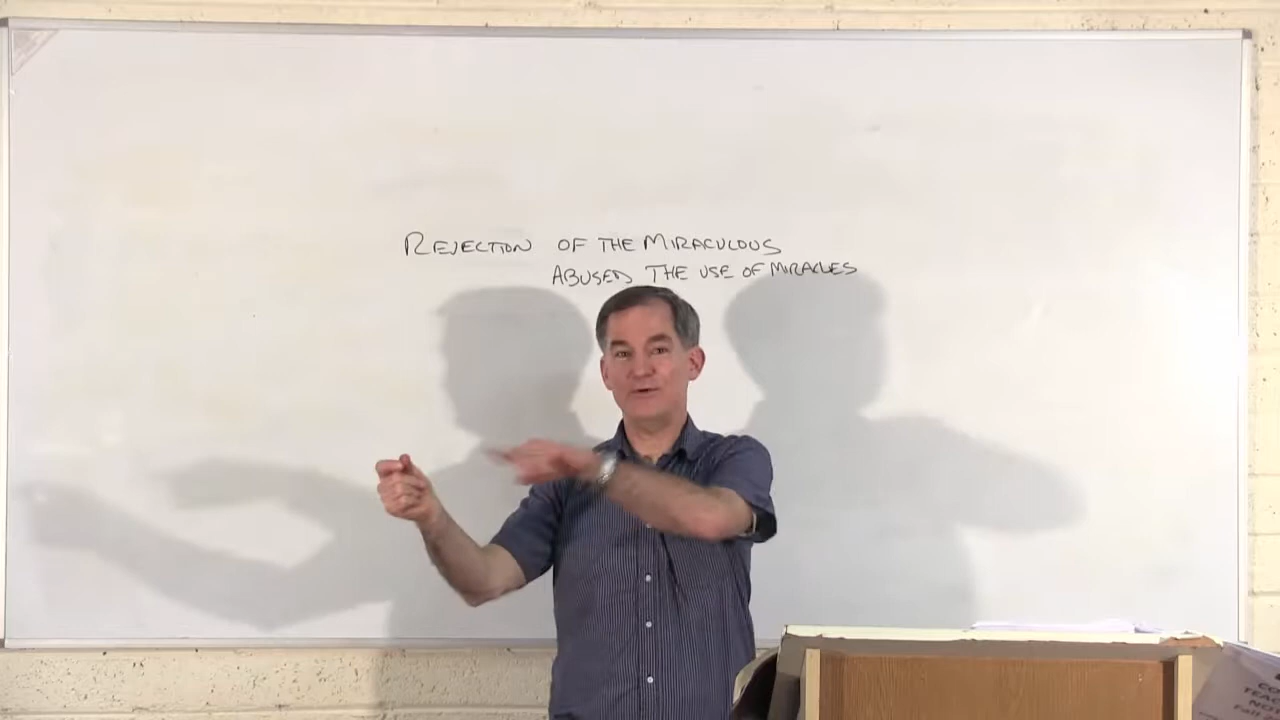 REJECTION OF THE MIRACULOUS
ABUSED THE USE OF MIRACLES